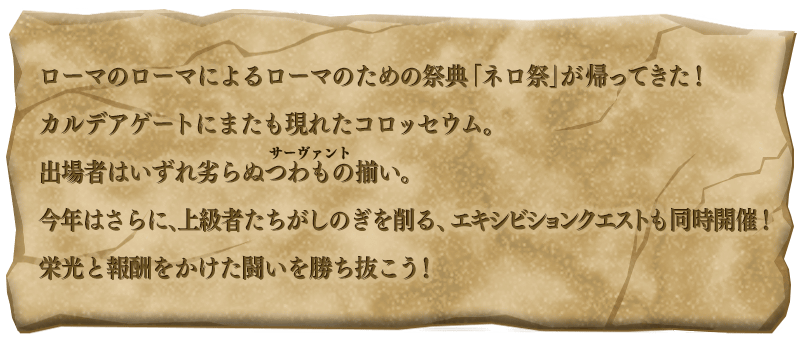 ローマのローマによるローマのための祭典「ネロ祭」が帰ってきた！
カルデアゲートにまたも現れたコロッセウム。
サーヴァント
出場者はいずれ劣らぬつわもの揃い。
今年はさらに、上級者たちがしのぎを削る、エキシビションクエストも同時開催！
栄光と報酬をかけた闘いを勝ち抜こう！